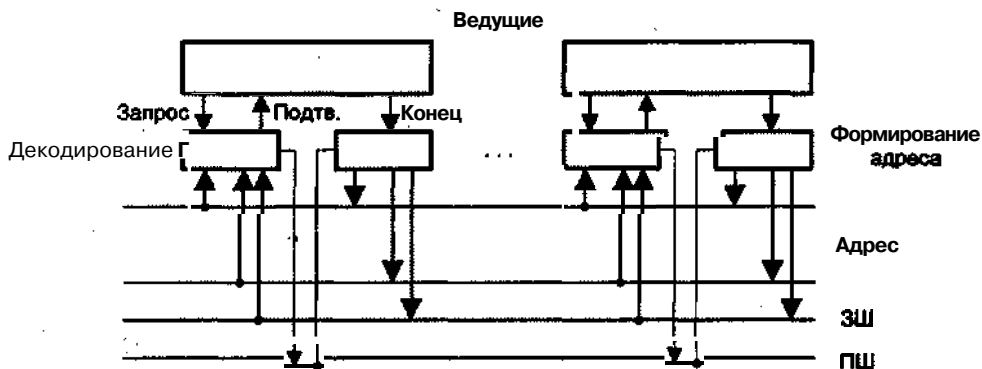 Ведущие
Запрос
Подтв.
Конец
Декодирование
...
Формирование
адреса
Адрес
ЗШ
ПШ